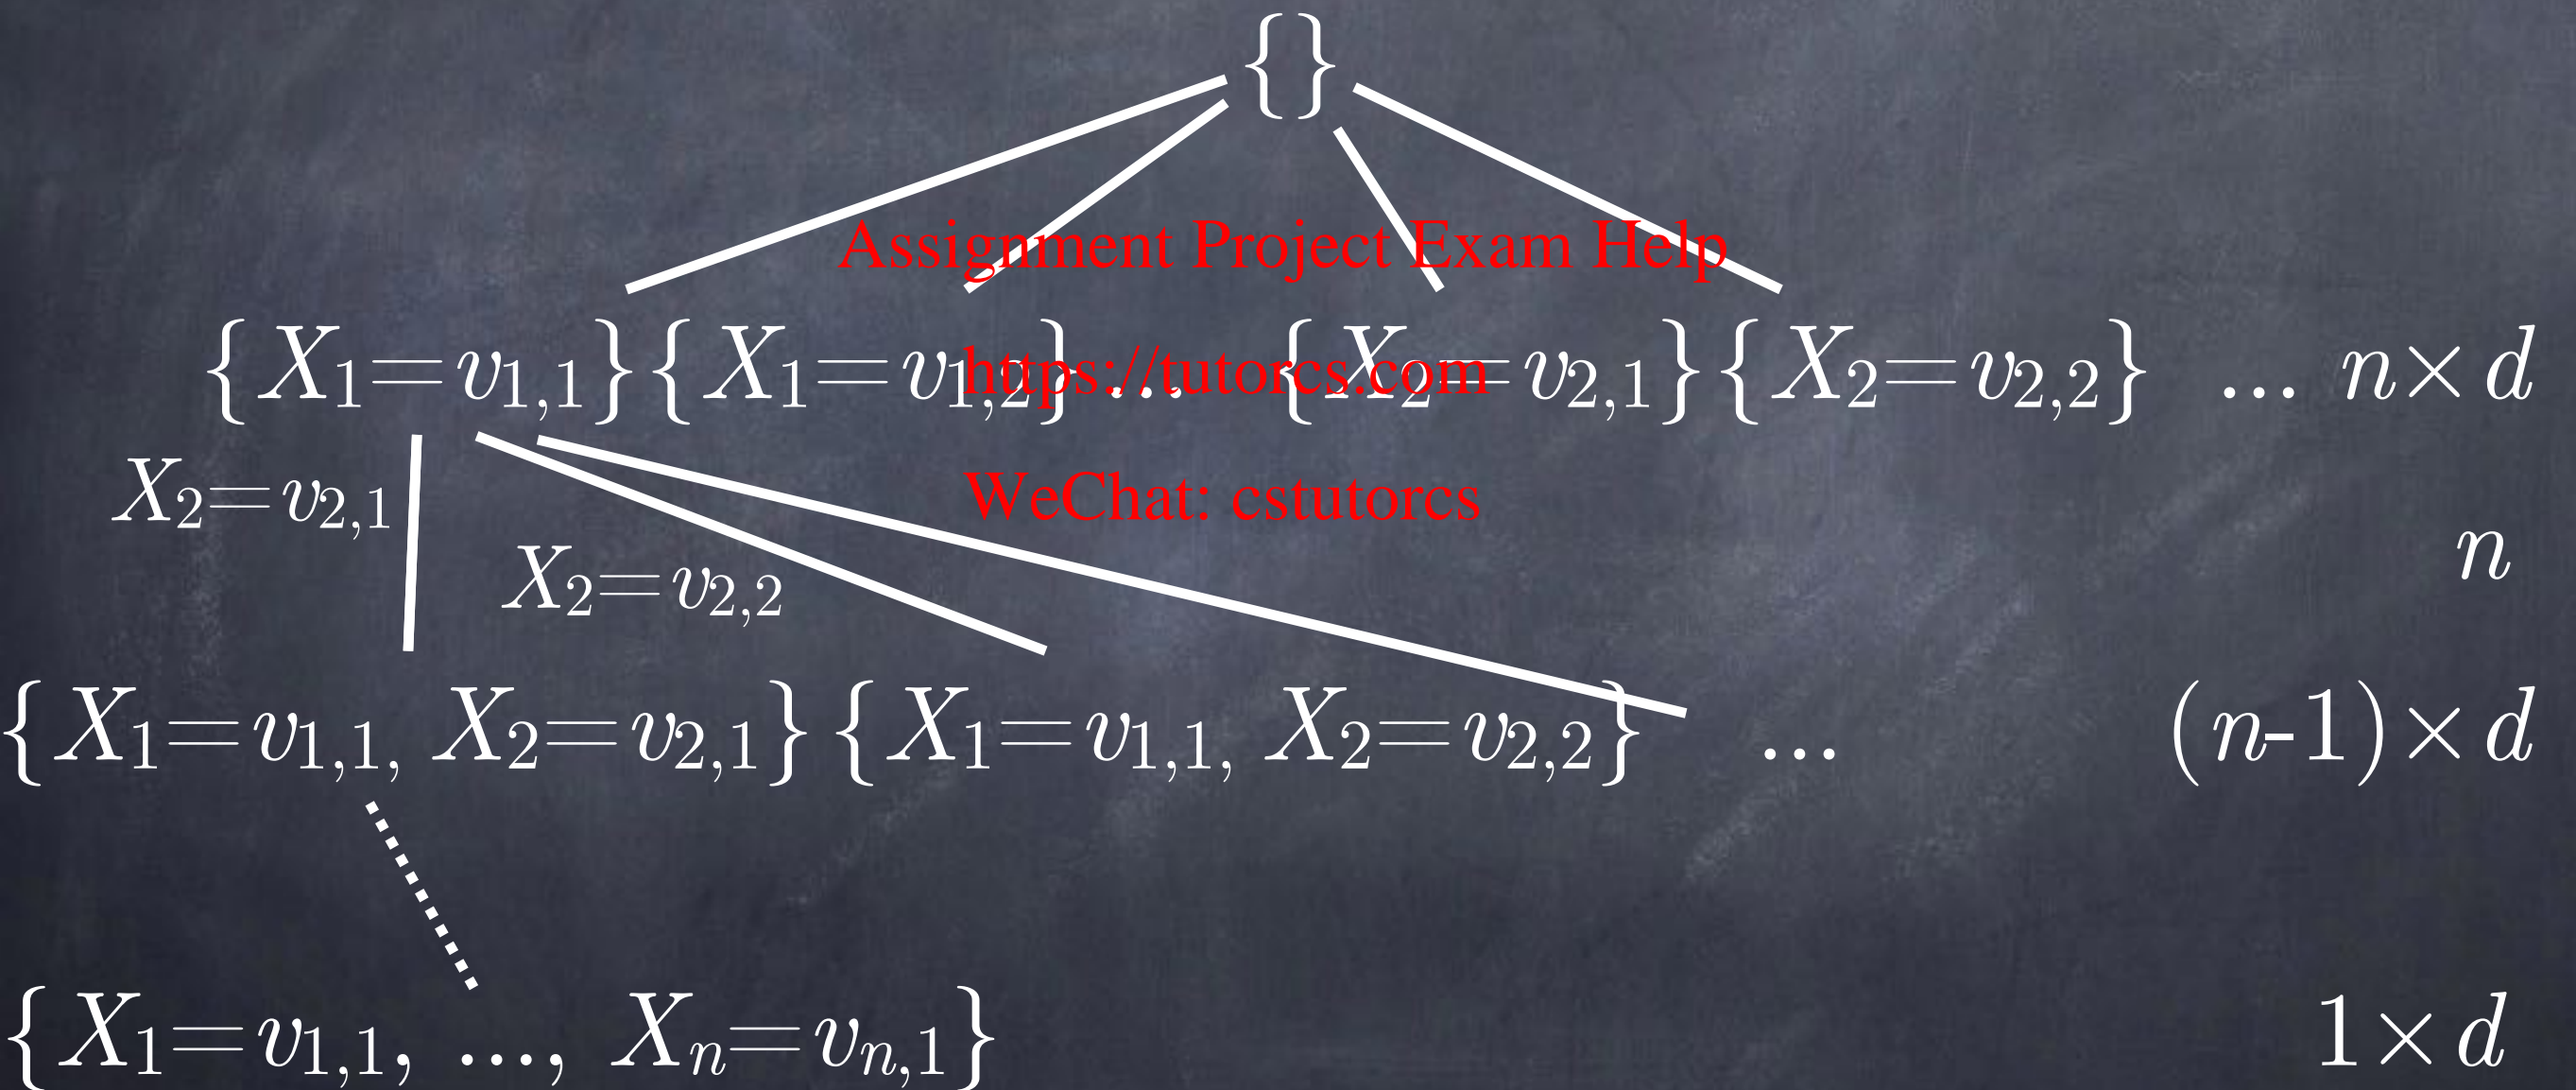 {}
Assignment Project Exam Help
{X₁=v₁,₁}{X₁=v₁,₂} ... {X₂=v₂,₁}{X₂=v₂,₂} ... n×d
https://tutorcs.com
X₂=v₂,₁
WeChat: cstutorcs
X₂=v₂,₂
n
{X₁=v₁,₁, X₂=v₂,₁} {X₁=v₁,₁, X₂=v₂,₂} ... (n-1)×d
{X₁=v₁,₁, ..., Xₙ=vₙ,₁} 1×d